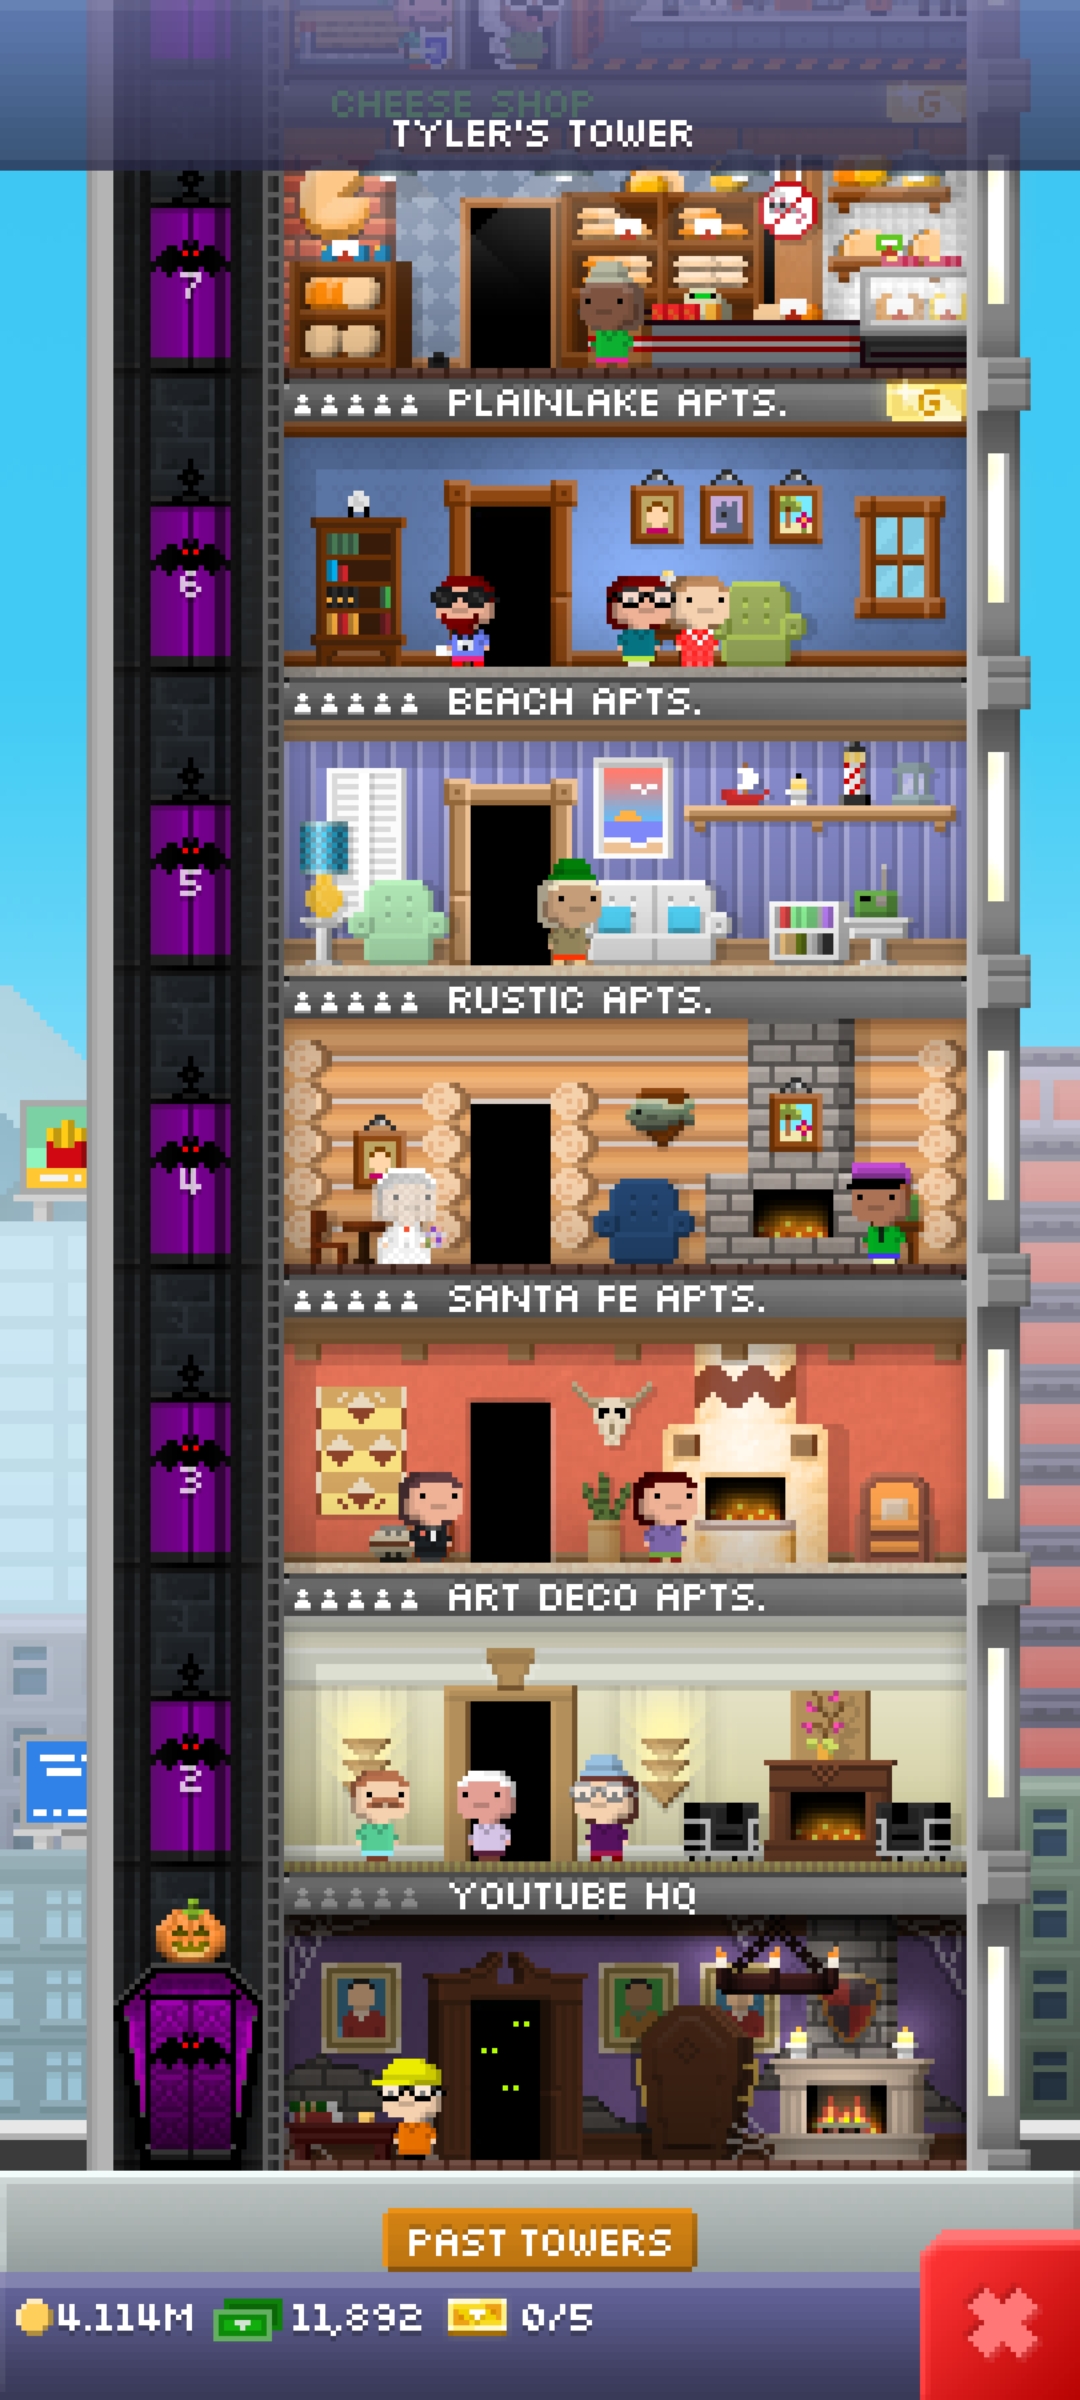 CHEESE SHOP
G
TYLER'S TOWER
7
PLAINLAKE APTS.
G
6
BEACH APTS.
5
RUSTIC APTS.
4
SANTA FE APTS.
3
ART DECO APTS.
2
YOUTUBE HQ
PAST TOWERS
4.114M 11,892 0/5